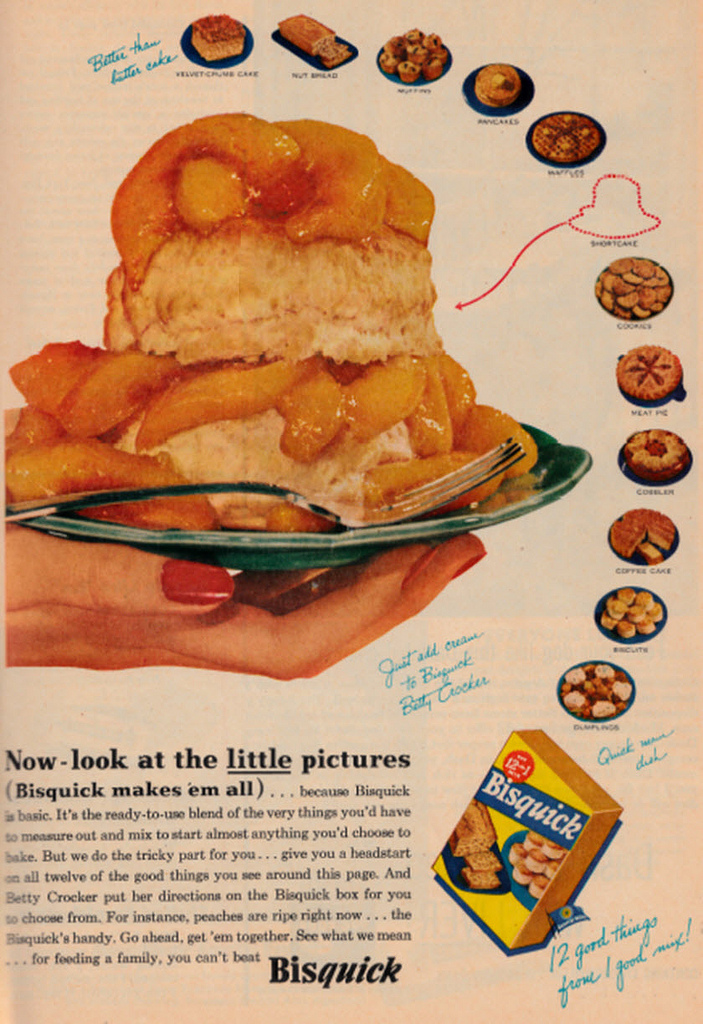 Better than
butter cake
VELVET-CRUMB CAKE
NUT BREAD
MUFFINS
PANCAKES
WAFFLES
SHORTCAKE
COOKIES
MEAT PIE
COBBLER
COFFEE CAKE
BISCUITS
DUMPLINGS
Just add cream
to Bisquick
Betty Crocker
Quick
dish
Now-look at the little pictures
(Bisquick makes 'em all) . . . because Bisquick
is basic. It's the ready-to-use blend of the very things you'd have
to measure out and mix to start almost anything you'd choose to
bake. But we do the tricky part for you . . . give you a headstart
on all twelve of the good things you see around this page. And
Betty Crocker put her directions on the Bisquick box for you
to choose from. For instance, peaches are ripe right now . . . the
Bisquick's handy. Go ahead, get 'em together. See what we mean
. . . for feeding a family, you can't beat Bisquick
12 in 1
Bisquick
12 good things
from 1 good mix!